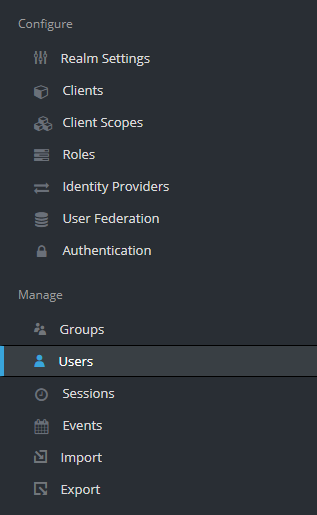 Configure
Realm Settings
Clients
Client Scopes
Roles
Identity Providers
User Federation
Authentication
Manage
Groups
Users
Sessions
Events
Import
Export